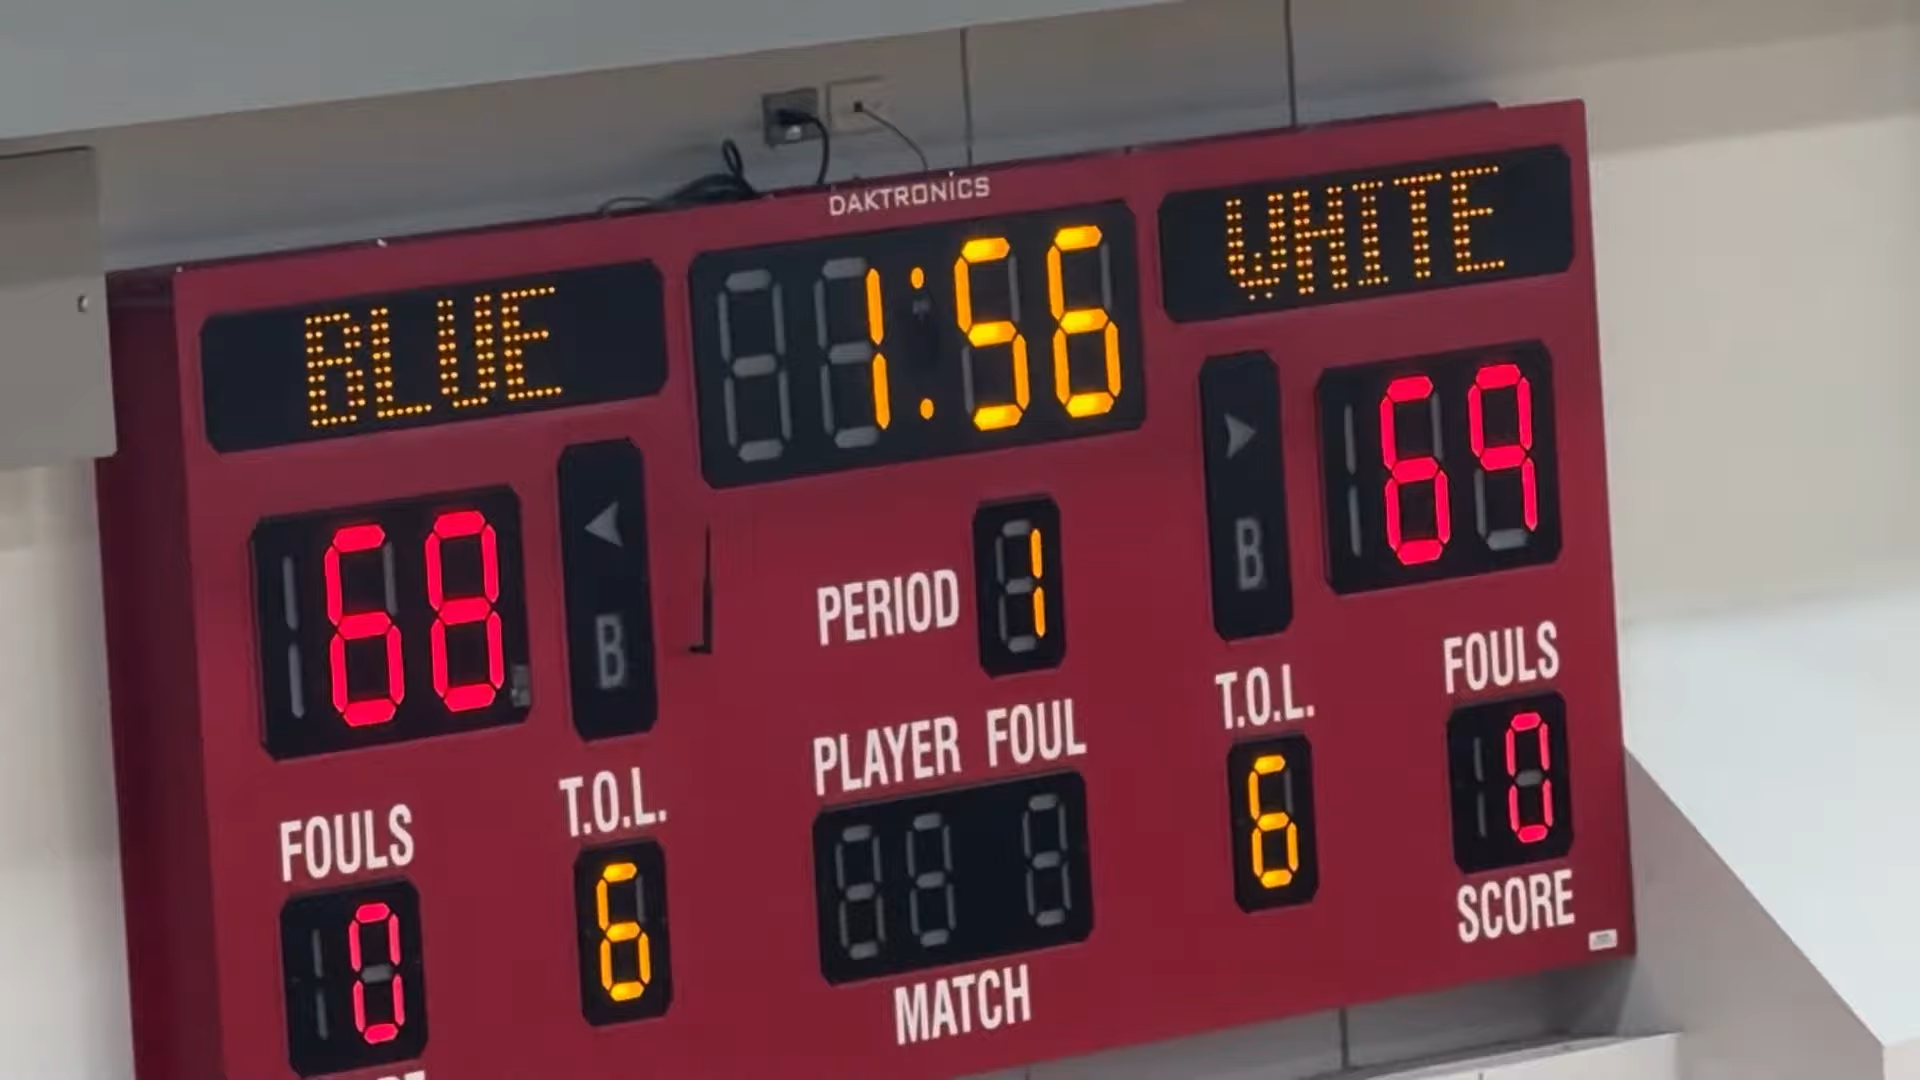 DAKTRONICS
BLUE
1:56
WHITE
68
B
PERIOD 1
B
69
FOULS
0
T.O.L.
6
PLAYER FOUL
MATCH
T.O.L.
6
FOULS
0
SCORE